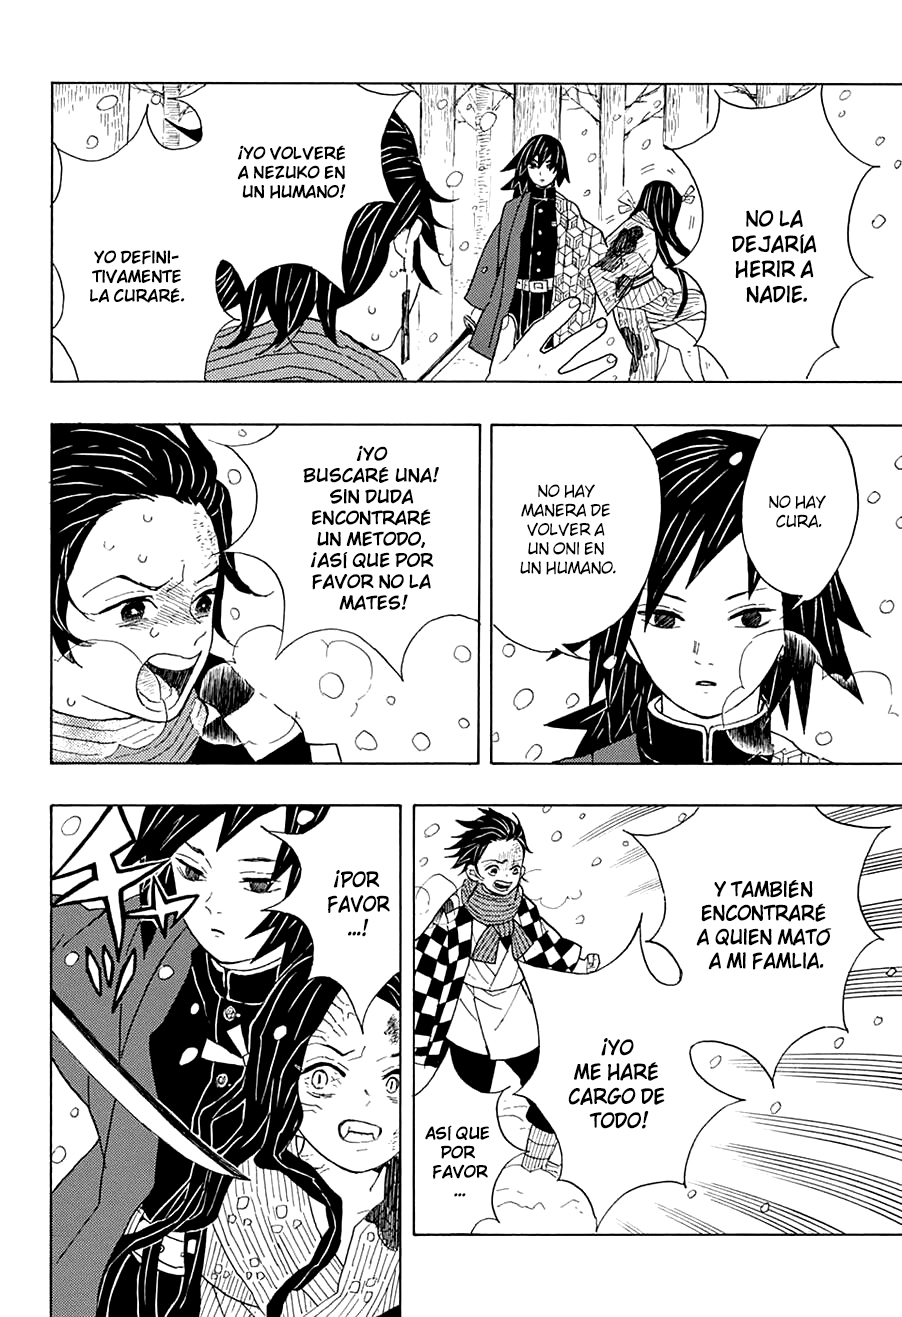 NO LA
DEJARÍA
HERIR A
NADIE.
¡YO VOLVERÉ
A NEZUKO EN
UN HUMANO!
YO DEFINI-
TIVAMENTE
LA CURARÉ.
NO HAY
CURA.
NO HAY
MANERA DE
VOLVER A
UN ONI EN
UN HUMANO.
¡YO
BUSCARÉ UNA!
SIN DUDA
ENCONTRARÉ
UN METODO,
¡ASÍ QUE POR
FAVOR NO LA
MATES!
Y TAMBIÉN
ENCONTRARÉ
A QUIEN MATÓ
A MI FAMLIA.
¡YO
ME HARÉ
CARGO DE
TODO!
ASÍ QUE
POR
FAVOR
...
¡POR
FAVOR
...!